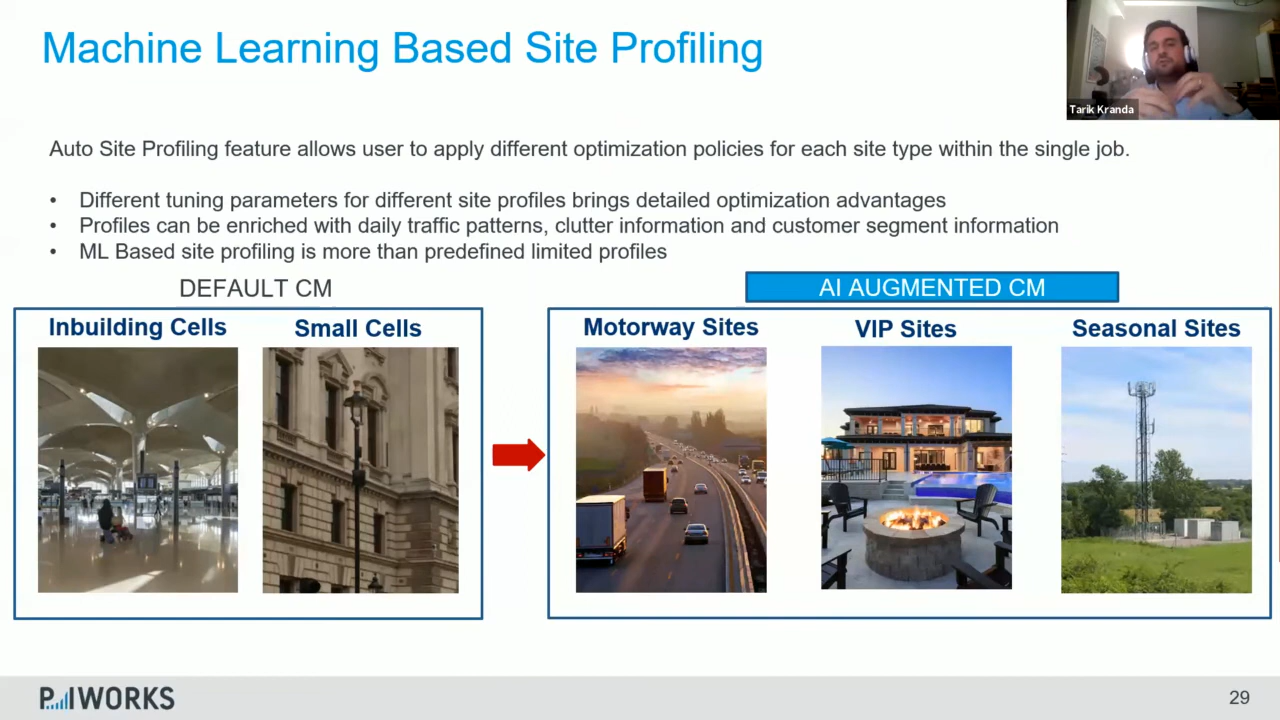 Machine Learning Based Site Profiling
Tarik Kranda
Auto Site Profiling feature allows user to apply different optimization policies for each site type within the single job.
• Different tuning parameters for different site profiles brings detailed optimization advantages
• Profiles can be enriched with daily traffic patterns, clutter information and customer segment information
• ML Based site profiling is more than predefined limited profiles
DEFAULT CM
Inbuilding Cells
Small Cells
AI AUGMENTED CM
Motorway Sites
VIP Sites
Seasonal Sites
P.I WORKS
29